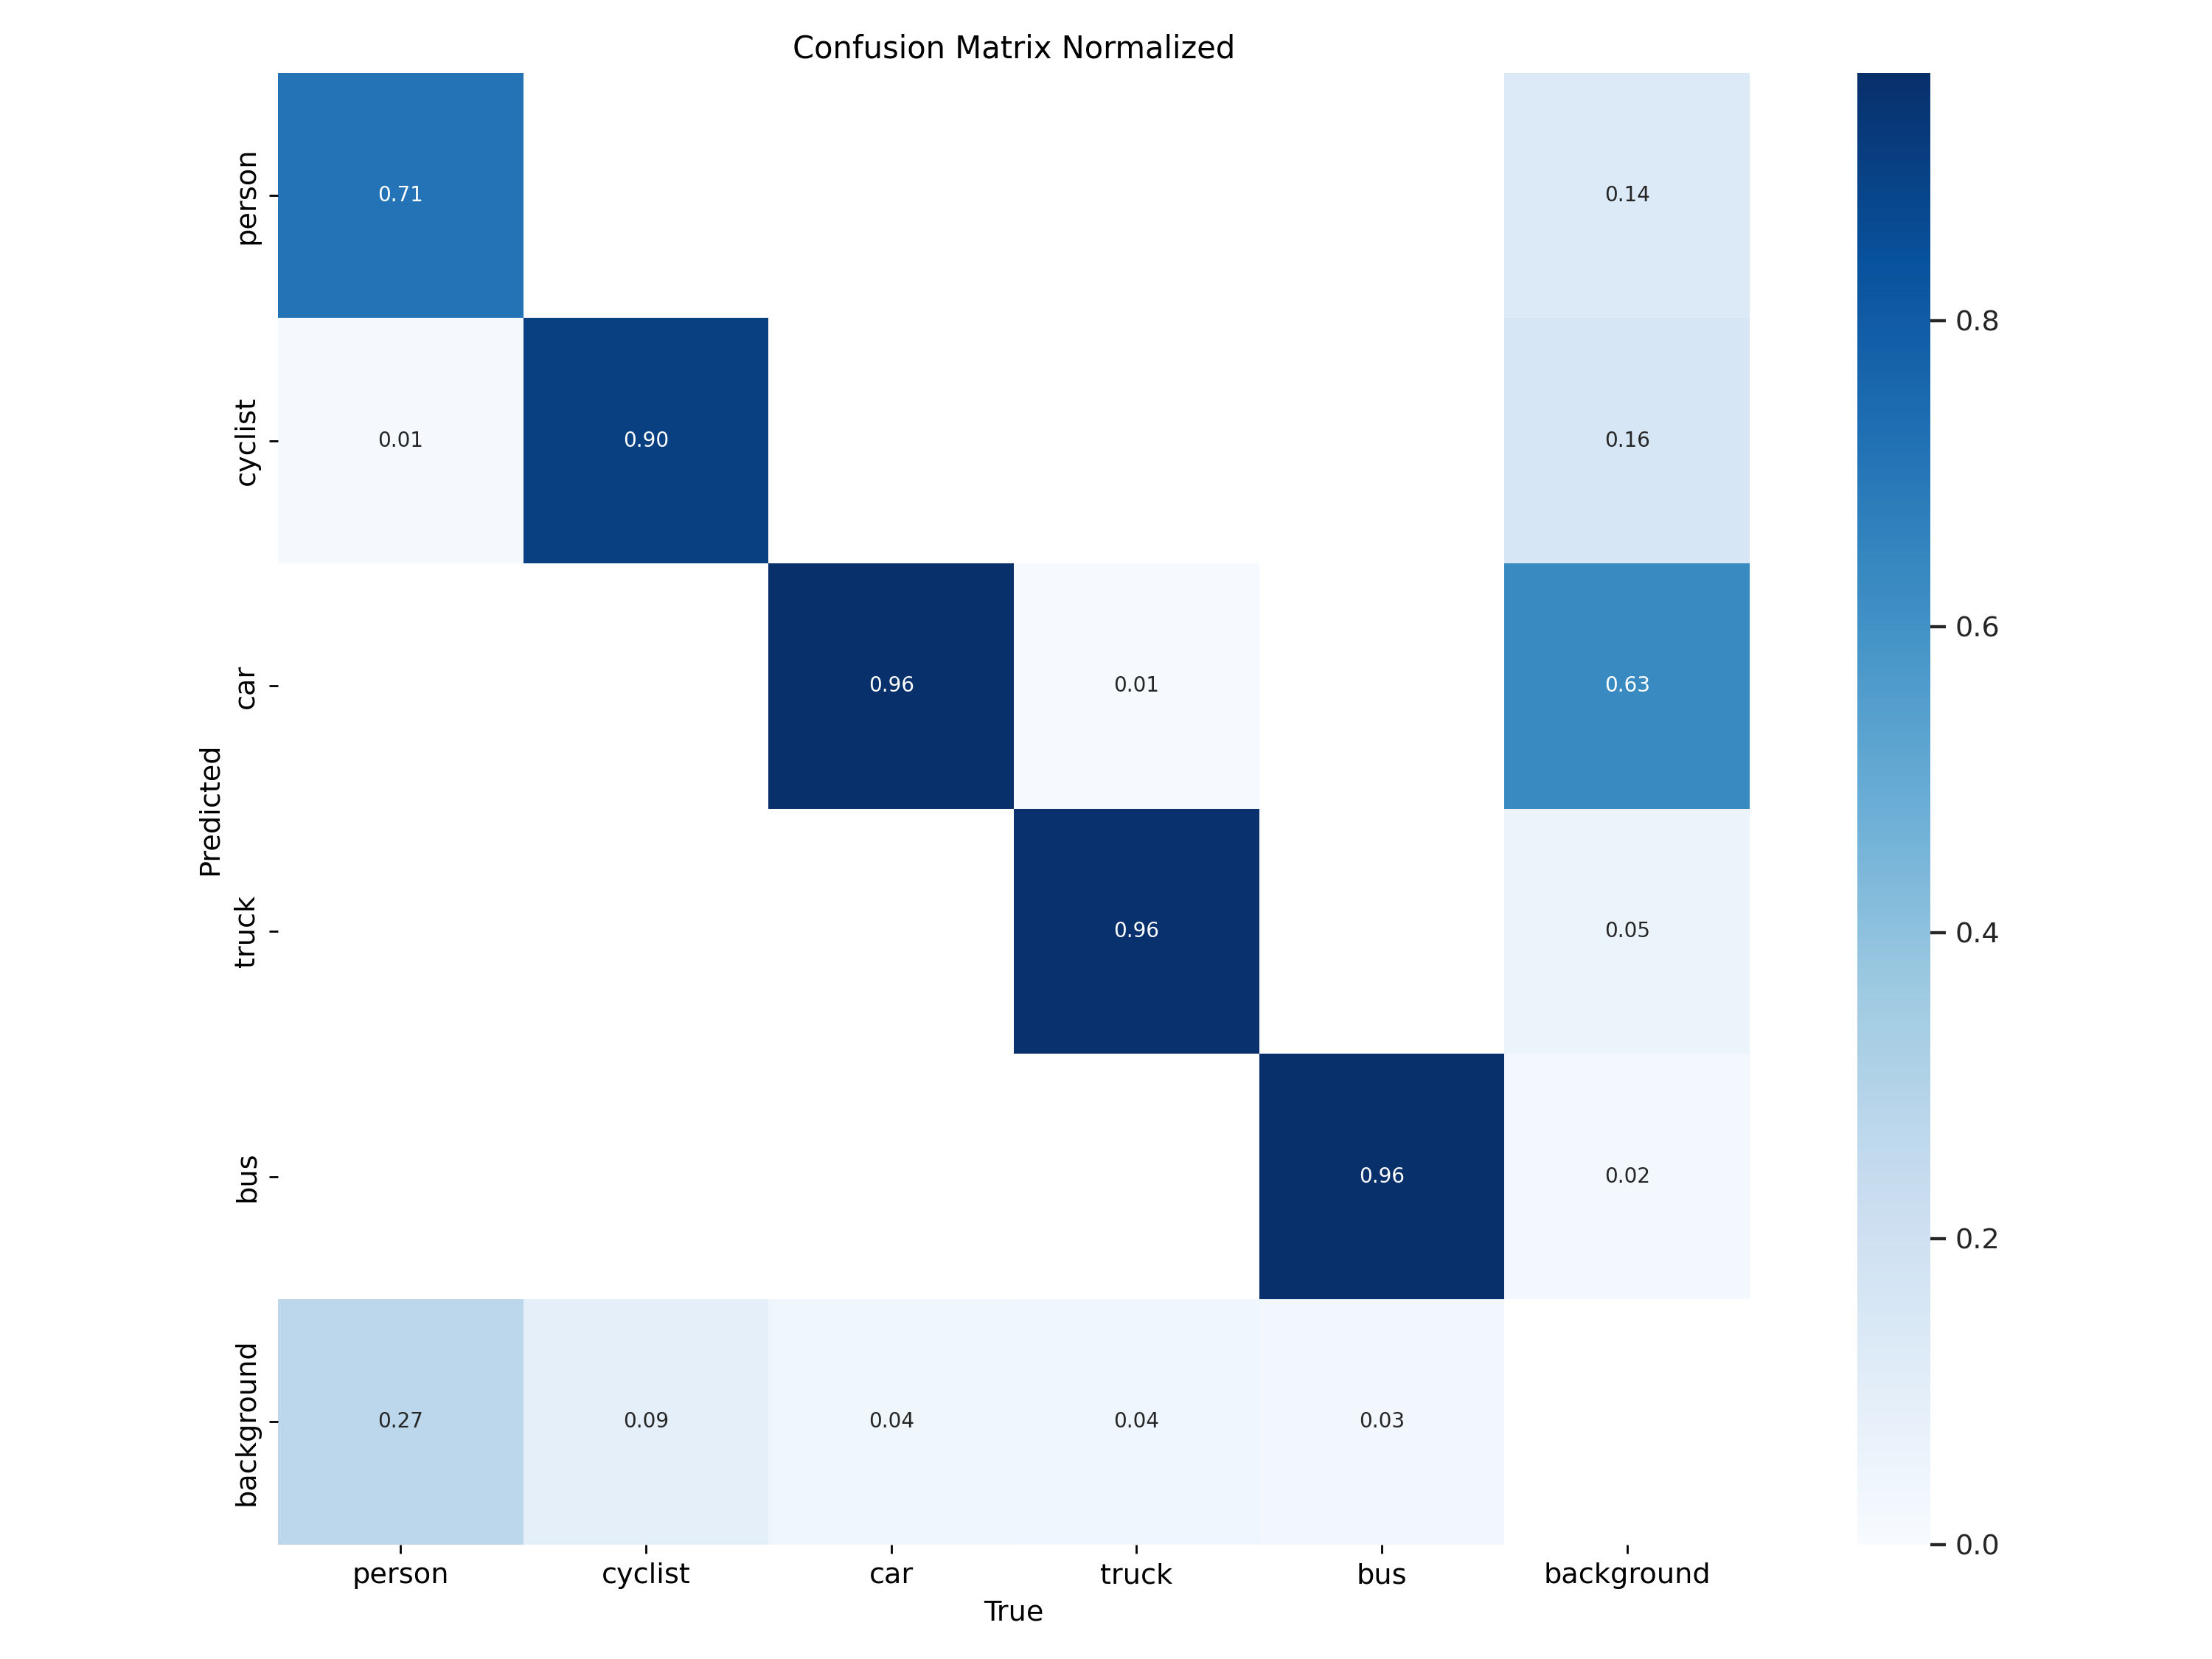 Confusion Matrix Normalized
person
0.71
0.14
cyclist
0.01
0.90
0.16
0.8
car
0.96
0.01
0.63
0.6
Predicted
truck
0.96
0.05
0.4
bus
0.96
0.02
0.2
background
0.27
0.09
0.04
0.04
0.03
0.0
person cyclist car truck bus background
True